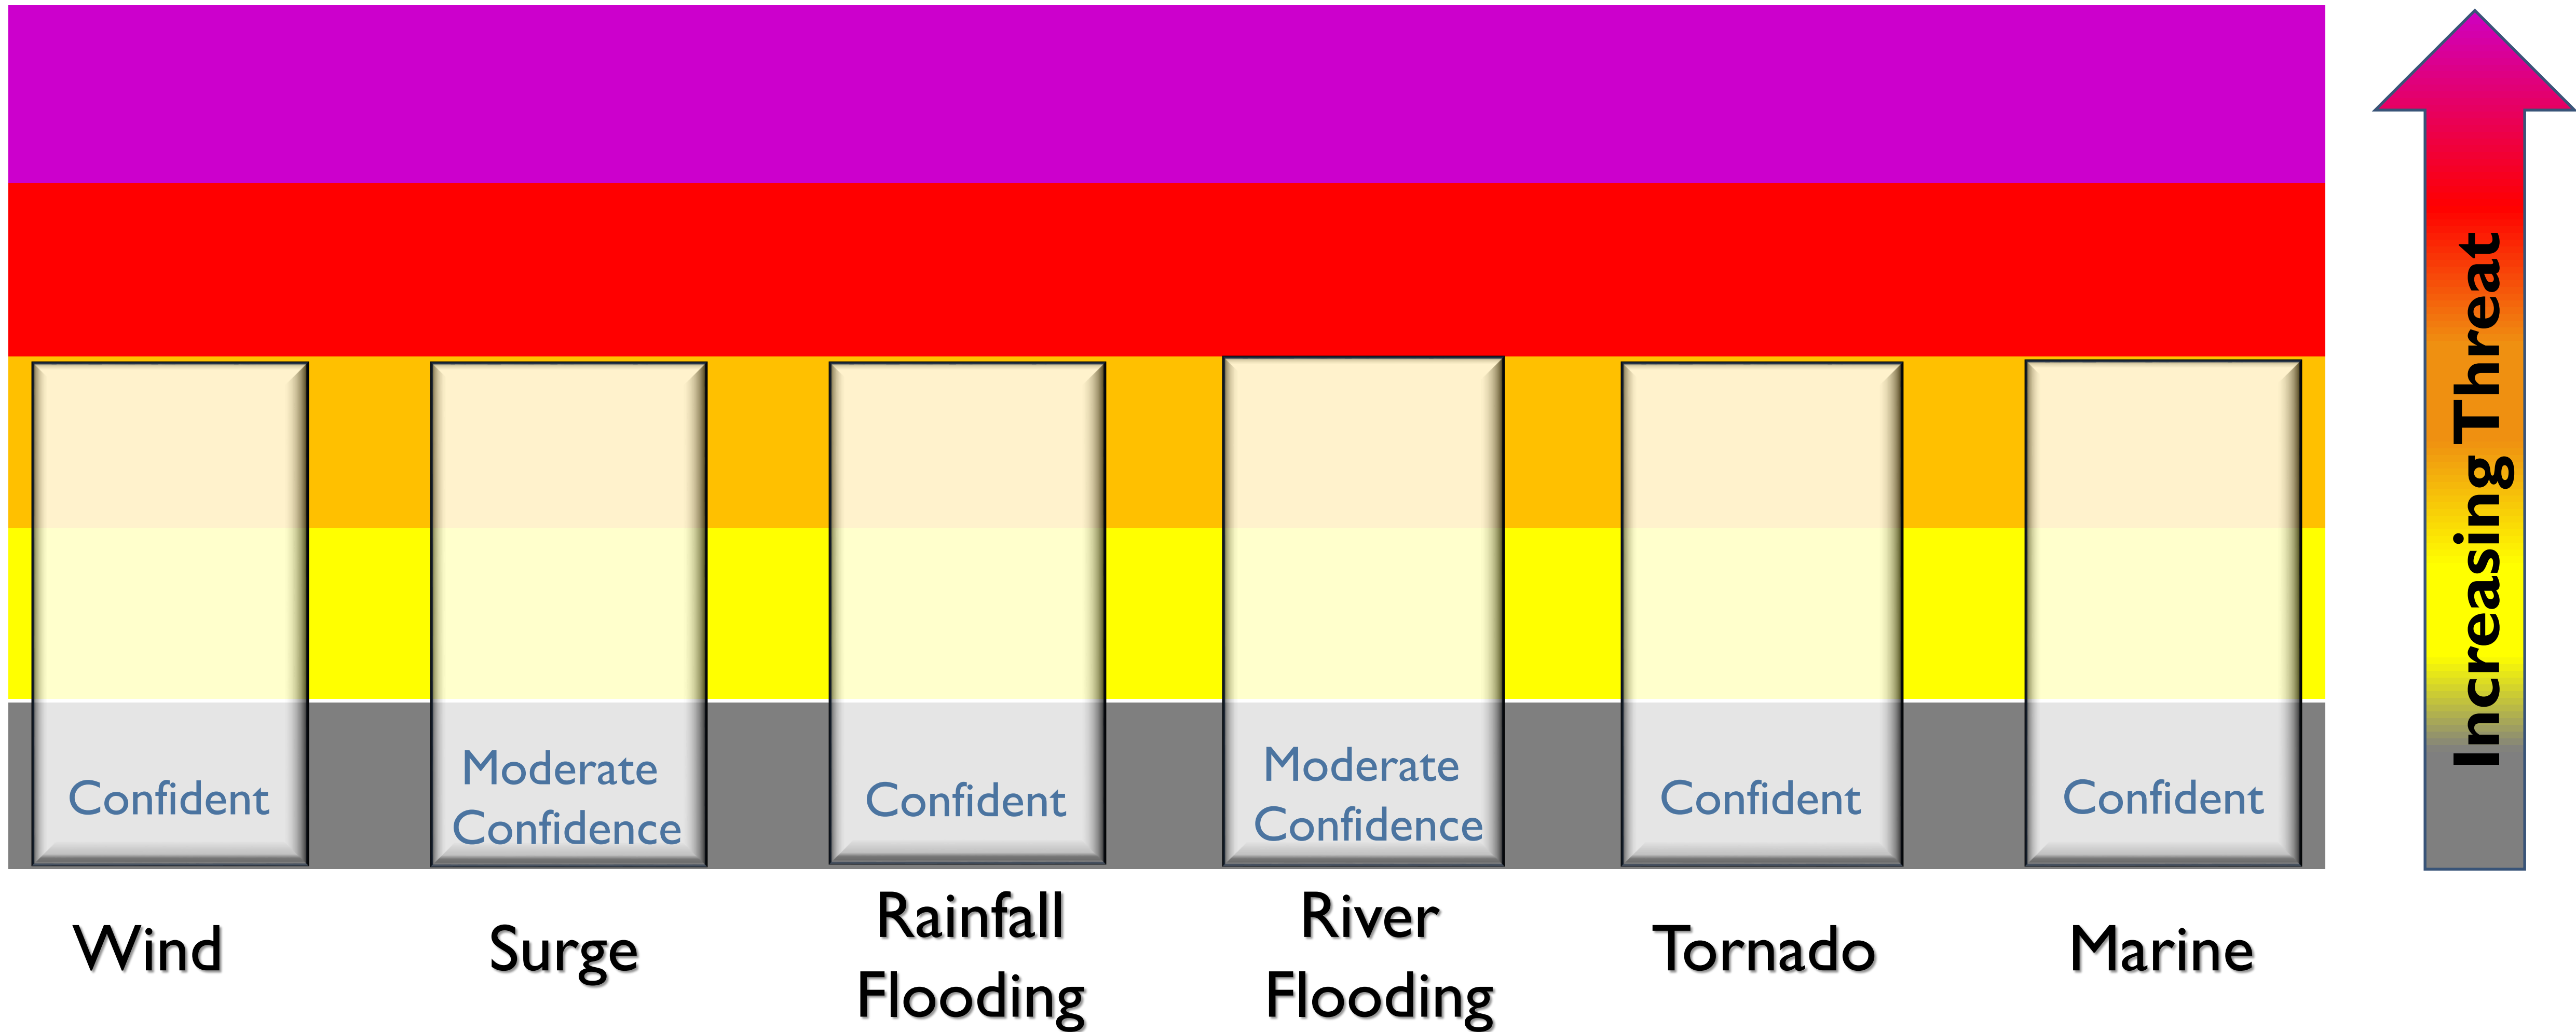 Increasing Threat
Confident
Moderate
Confidence
Confident
Moderate
Confidence
Confident
Confident
Wind
Surge
Rainfall
Flooding
River
Flooding
Tornado
Marine